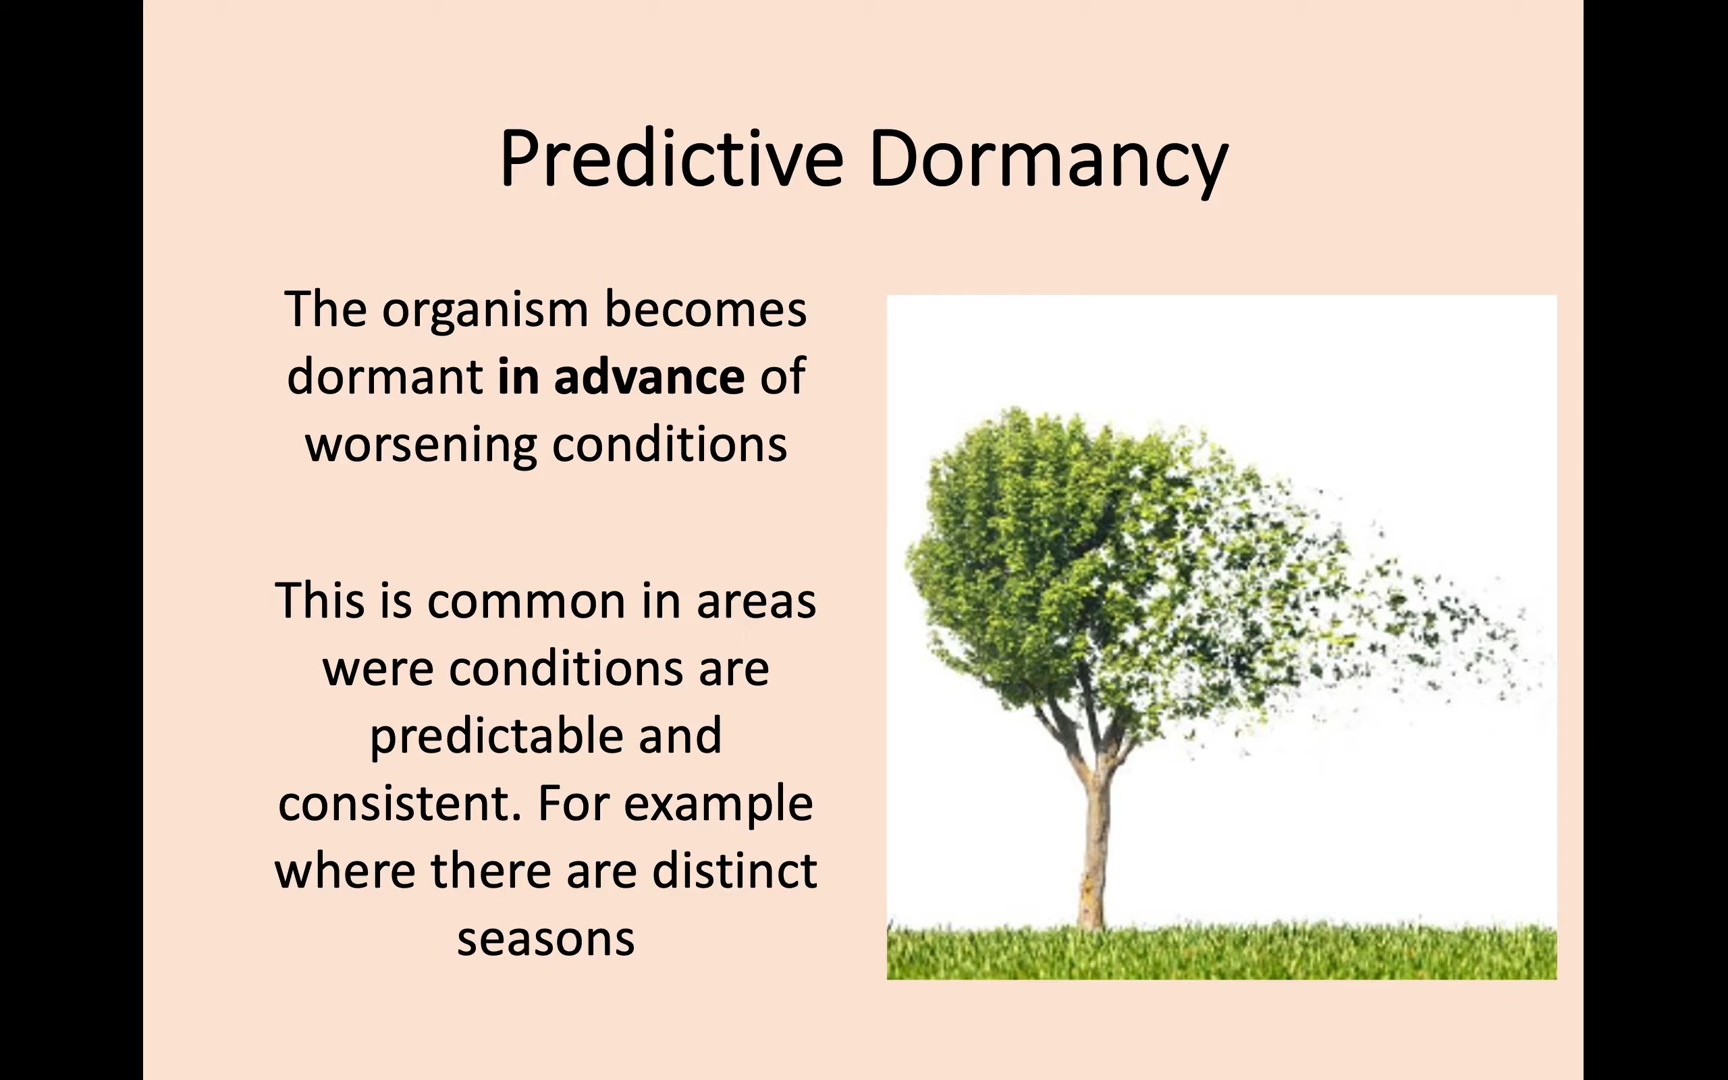 Predictive Dormancy
The organism becomes
dormant in advance of
worsening conditions
This is common in areas
were conditions are
predictable and
consistent. For example
where there are distinct
seasons